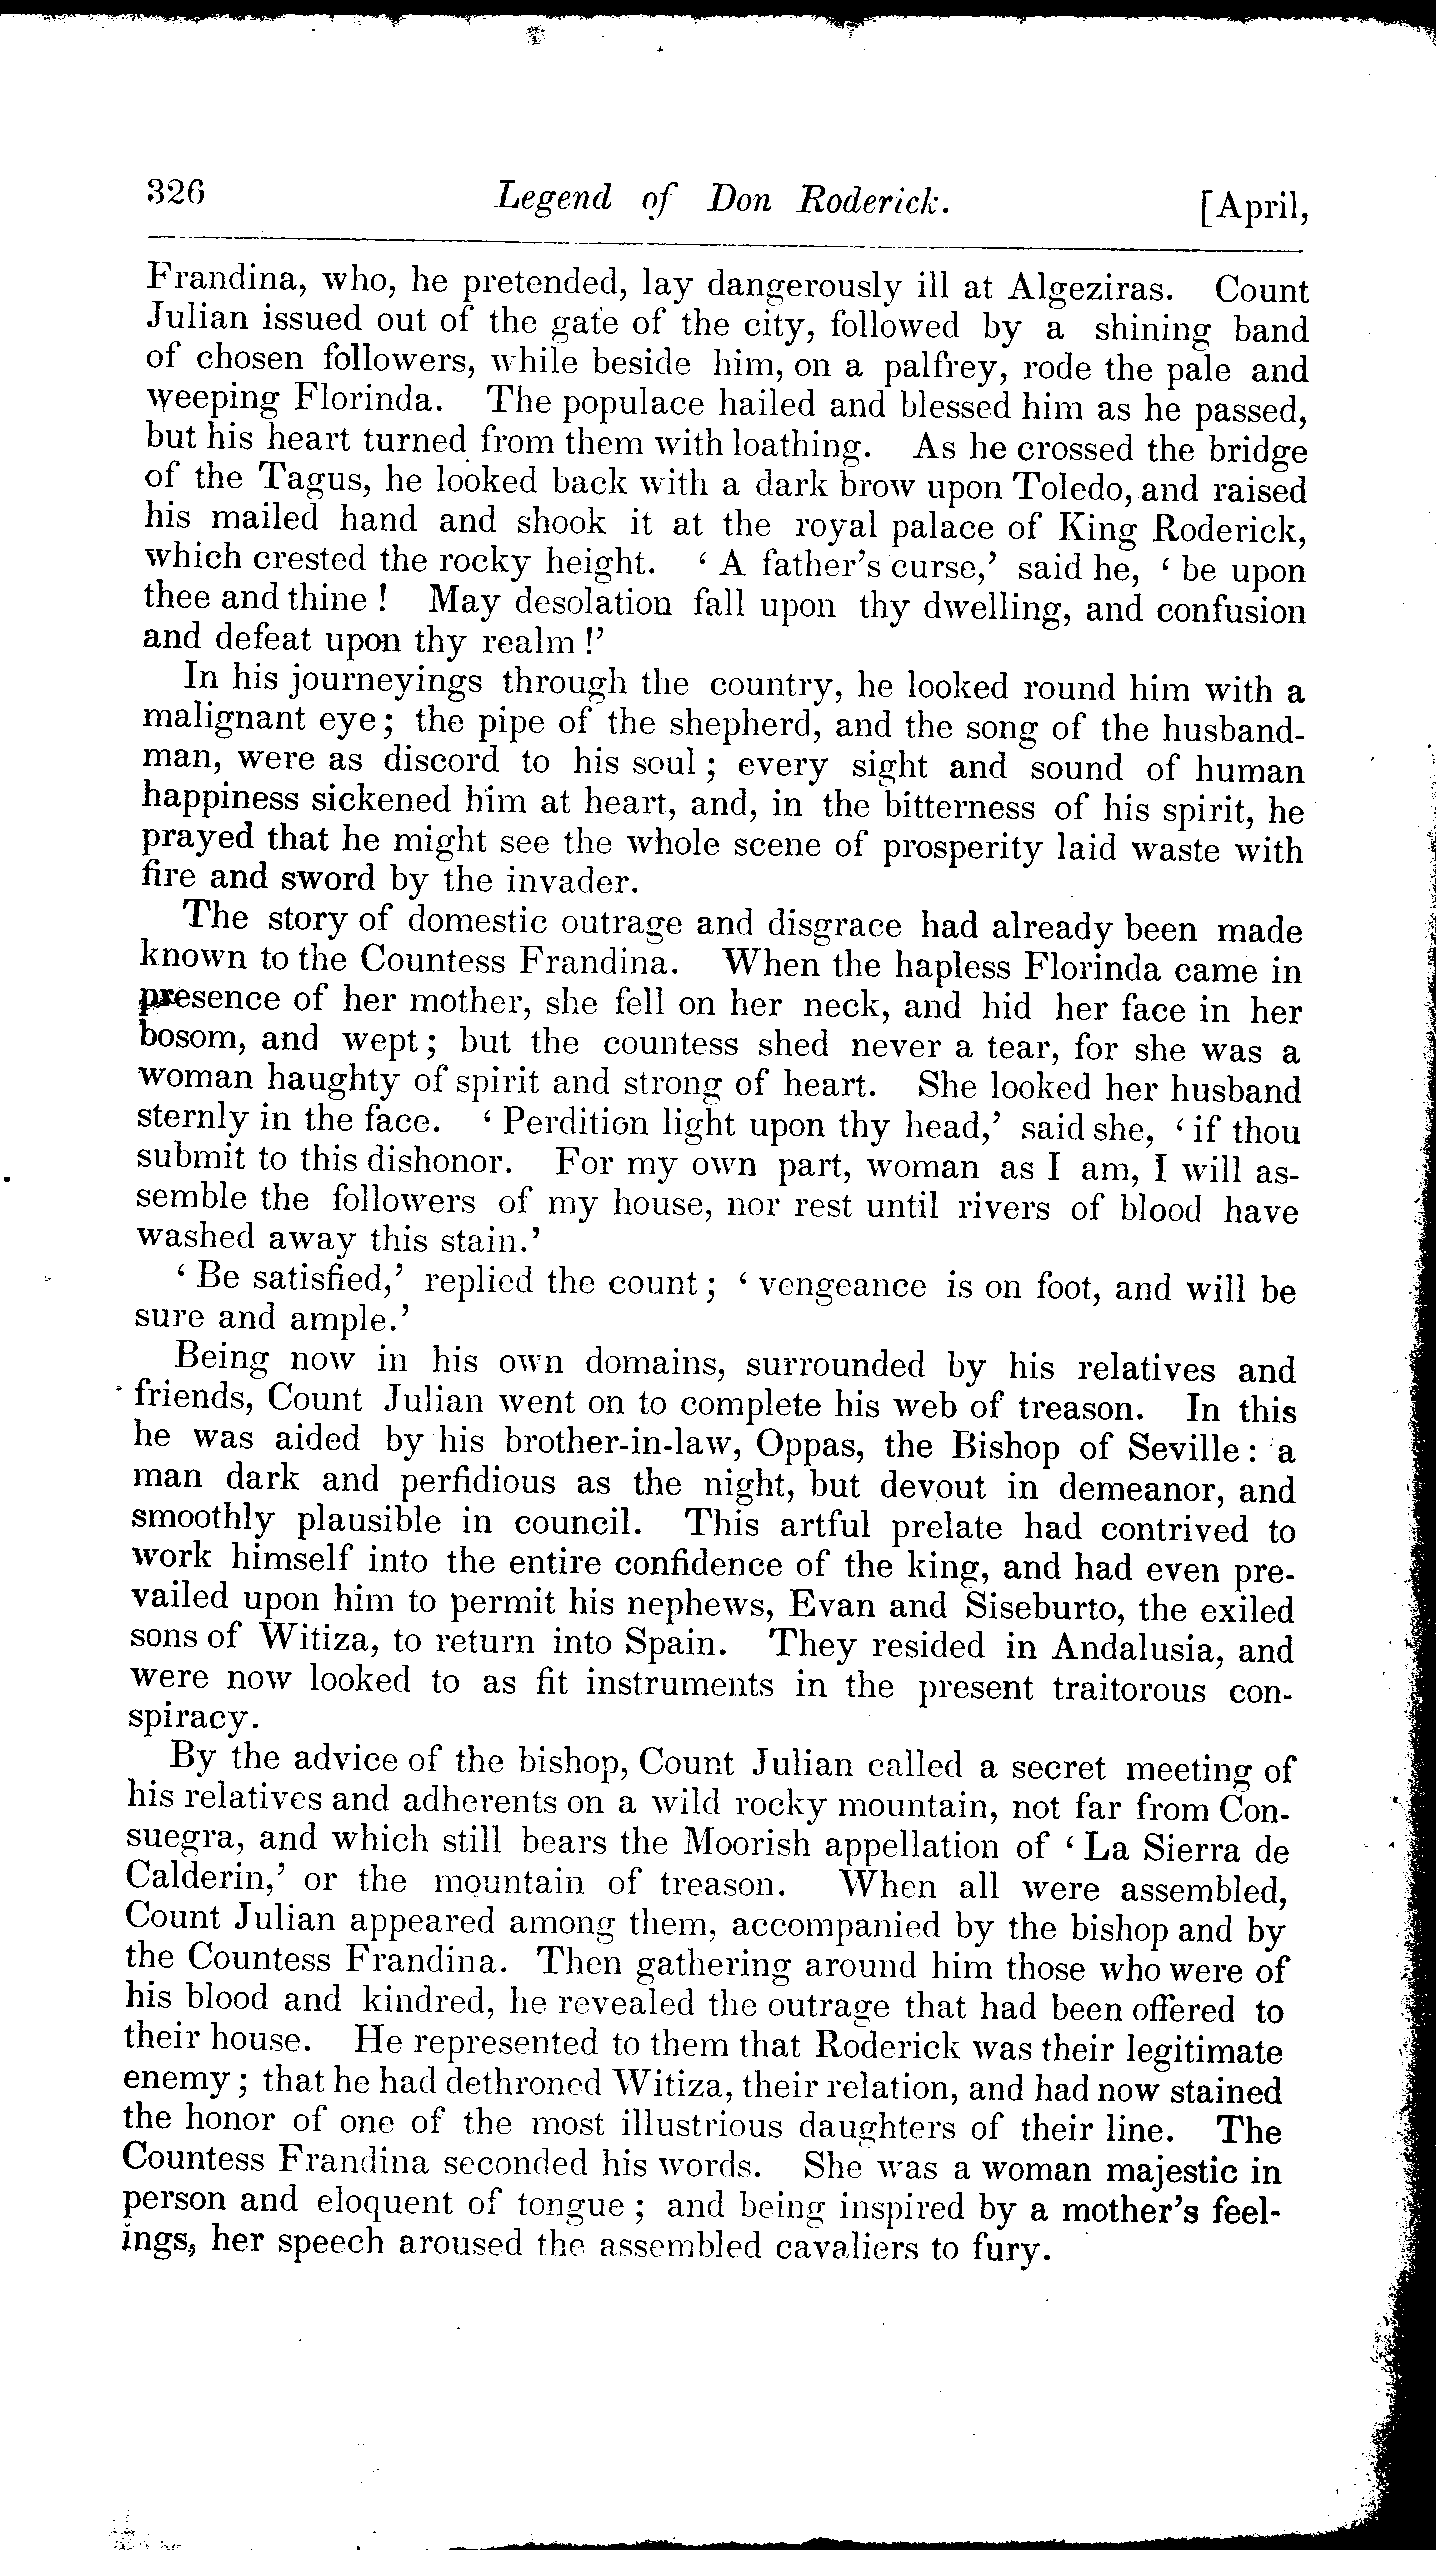 326 Legend of Don Roderick. [April,
Frandina, who, he pretended, lay dangerously ill at Algeziras. Count
Julian issued out of the gate of the city, followed by a shining band
of chosen followers, while beside him, on a palfrey, rode the pale and
weeping Florinda. The populace hailed and blessed him as he passed,
but his heart turned from them with loathing. As he crossed the bridge
of the Tagus, he looked back with a dark brow upon Toledo, and raised
his mailed hand and shook it at the royal palace of King Roderick,
which crested the rocky height. ‘ A father’s curse,’ said he, ‘ be upon
thee and thine ! May desolation fall upon thy dwelling, and confusion
and defeat upon thy realm !’
In his journeyings through the country, he looked round him with a
malignant eye; the pipe of the shepherd, and the song of the husband-
man, were as discord to his soul ; every sight and sound of human
happiness sickened him at heart, and, in the bitterness of his spirit, he
prayed that he might see the whole scene of prosperity laid waste with
fire and sword by the invader.
The story of domestic outrage and disgrace had already been made
known to the Countess Frandina. When the hapless Florinda came in
presence of her mother, she fell on her neck, and hid her face in her
bosom, and wept ; but the countess shed never a tear, for she was a
woman haughty of spirit and strong of heart. She looked her husband
sternly in the face. ‘ Perdition light upon thy head,’ said she, ‘ if thou
submit to this dishonor. For my own part, woman as I am, I will as-
semble the followers of my house, nor rest until rivers of blood have
washed away this stain.’
‘ Be satisfied,’ replied the count ; ‘ vengeance is on foot, and will be
sure and ample.’
Being now in his own domains, surrounded by his relatives and
friends, Count Julian went on to complete his web of treason. In this
he was aided by his brother-in-law, Oppas, the Bishop of Seville: a
man dark and perfidious as the night, but devout in demeanor, and
smoothly plausible in council. This artful prelate had contrived to
work himself into the entire confidence of the king, and had even pre-
vailed upon him to permit his nephews, Evan and Siseburto, the exiled
sons of Witiza, to return into Spain. They resided in Andalusia, and
were now looked to as fit instruments in the present traitorous con-
spiracy.
By the advice of the bishop, Count Julian called a secret meeting of
his relatives and adherents on a wild rocky mountain, not far from Con-
suegra, and which still bears the Moorish appellation of ‘ La Sierra de
Calderin,’ or the mountain of treason. When all were assembled,
Count Julian appeared among them, accompanied by the bishop and by
the Countess Frandina. Then gathering around him those who were of
his blood and kindred, he revealed the outrage that had been offered to
their house. He represented to them that Roderick was their legitimate
enemy ; that he had dethroned Witiza, their relation, and had now stained
the honor of one of the most illustrious daughters of their line. The
Countess Frandina seconded his words. She was a woman majestic in
person and eloquent of tongue ; and being inspired by a mother’s feel-
ings, her speech aroused the assembled cavaliers to fury.